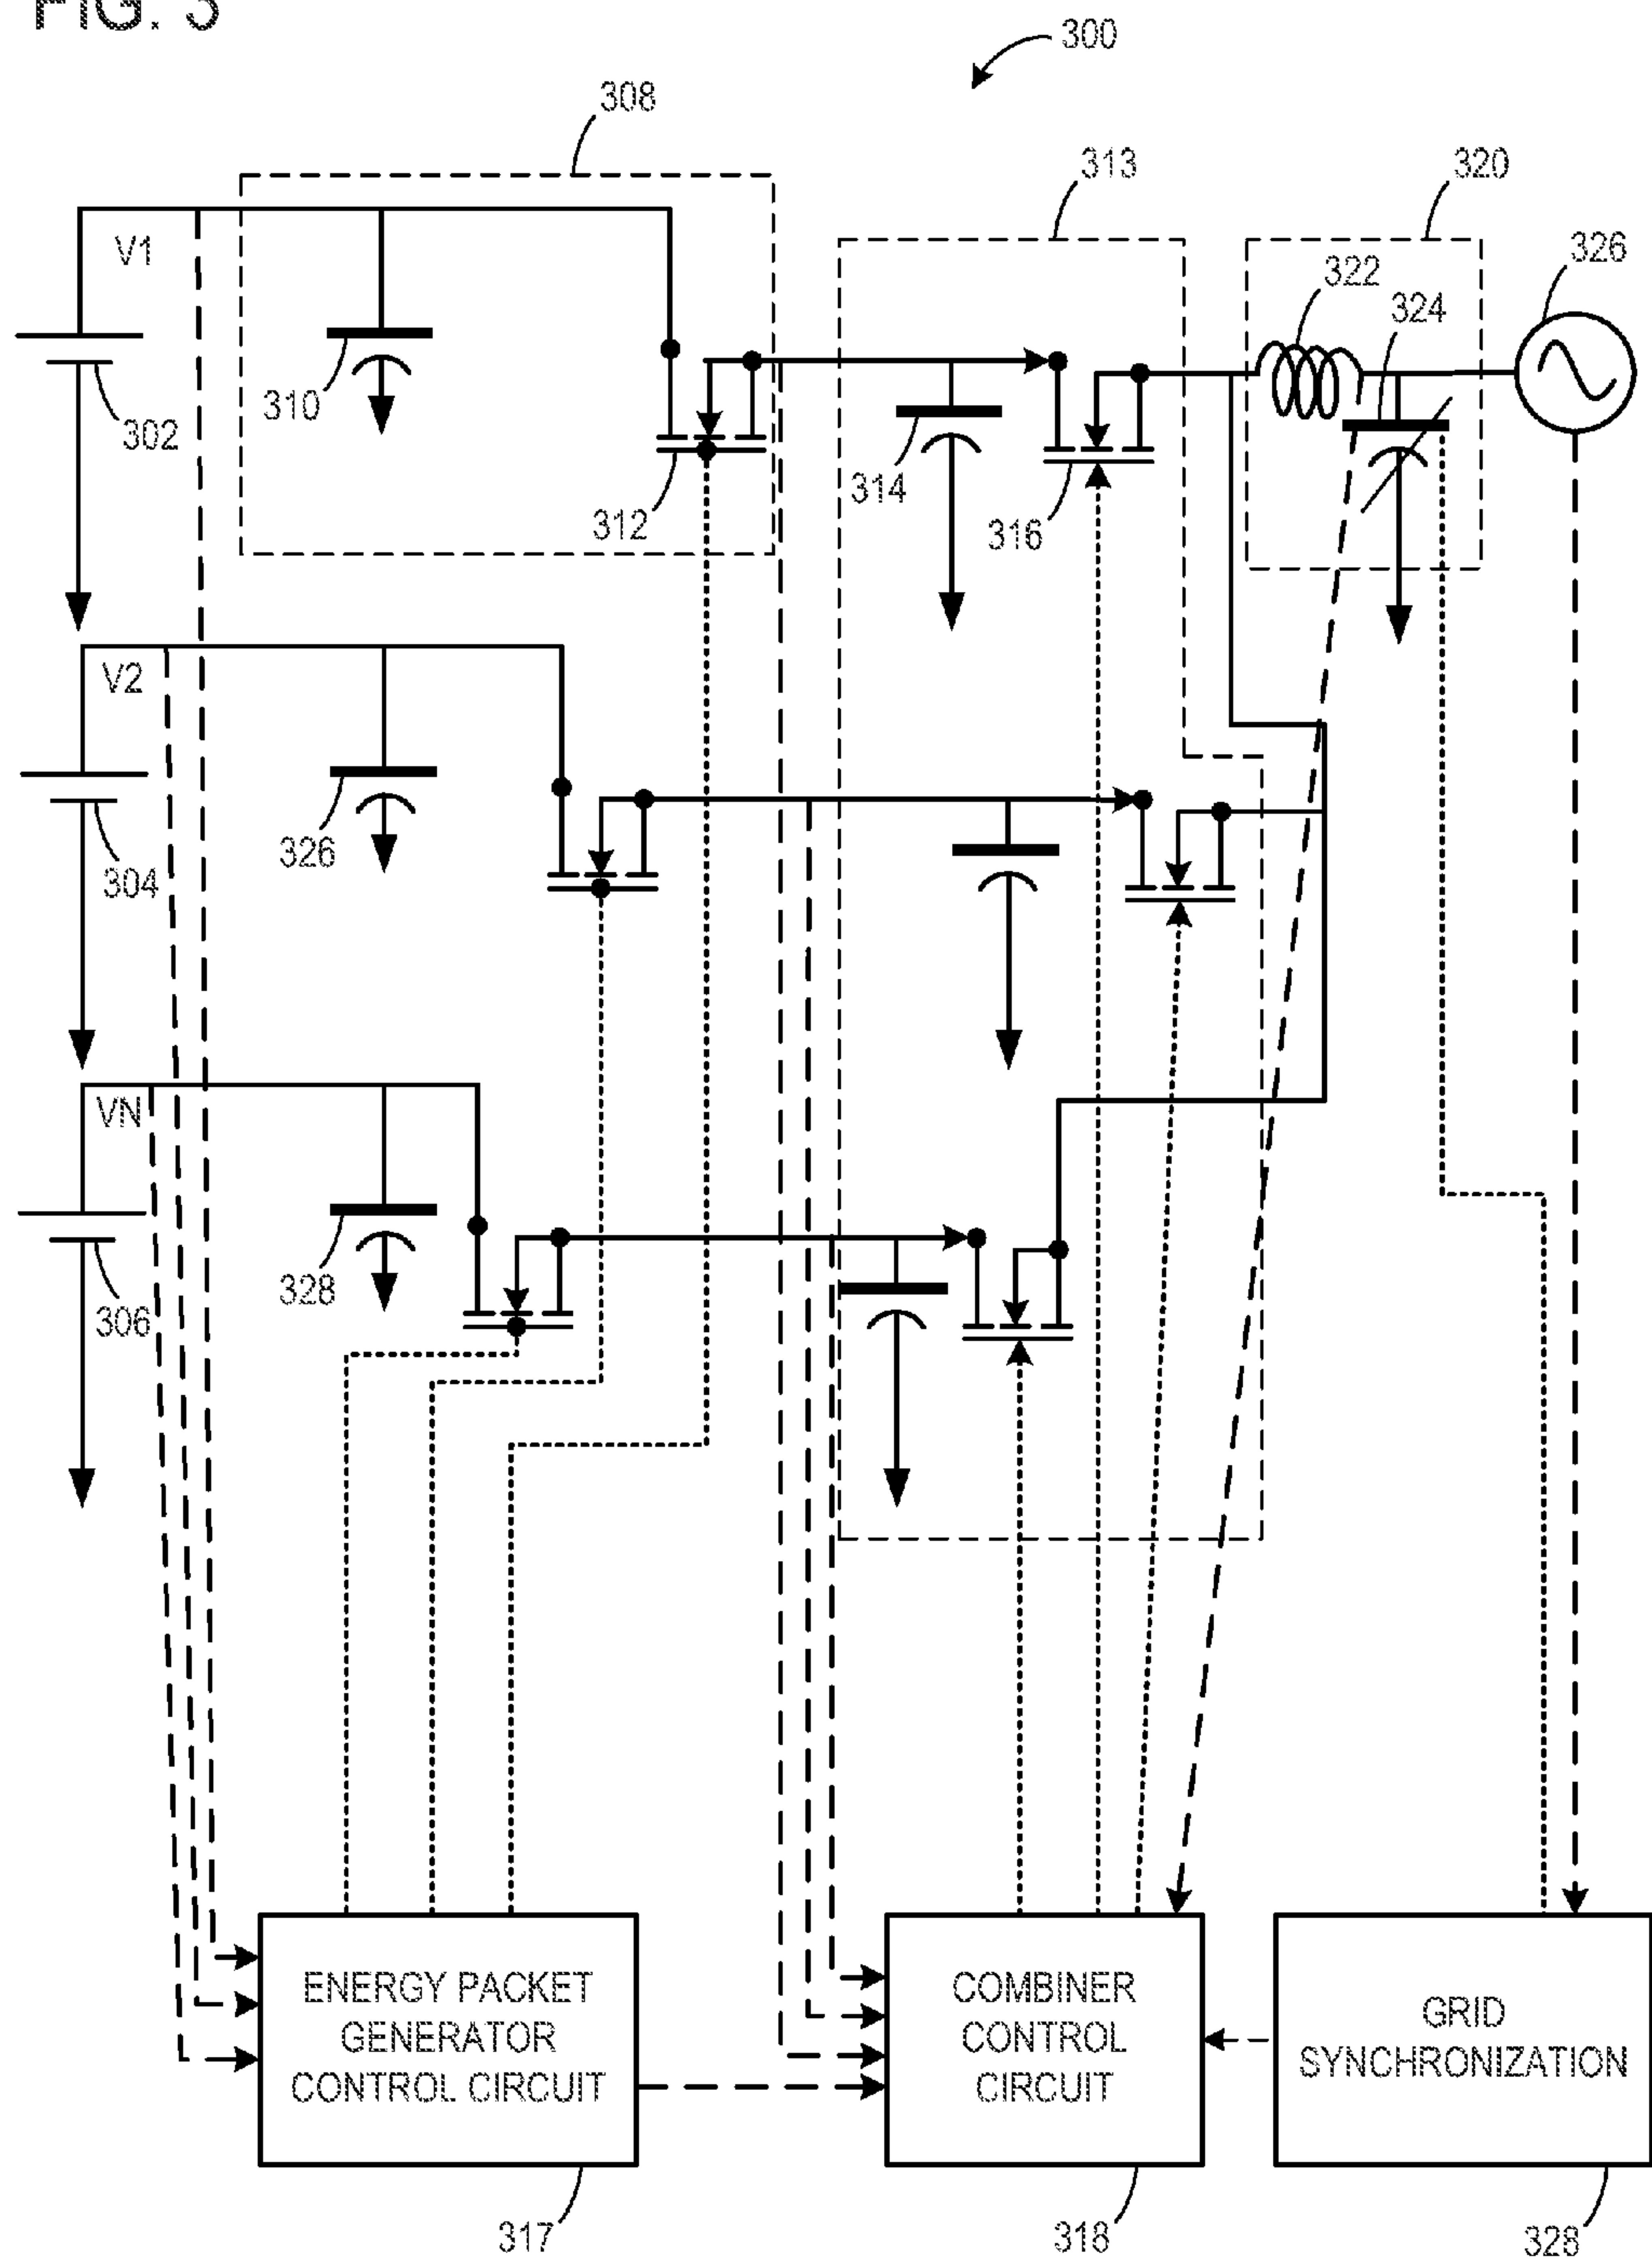 FIG. 3
300
308
313
320
326
V1
322
324
310
302
314
312
316
V2
326
304
VN
328
306
ENERGY PACKET
GENERATOR
CONTROL CIRCUIT
COMBINER
CONTROL
CIRCUIT
GRID
SYNCHRONIZATION
317
318
328